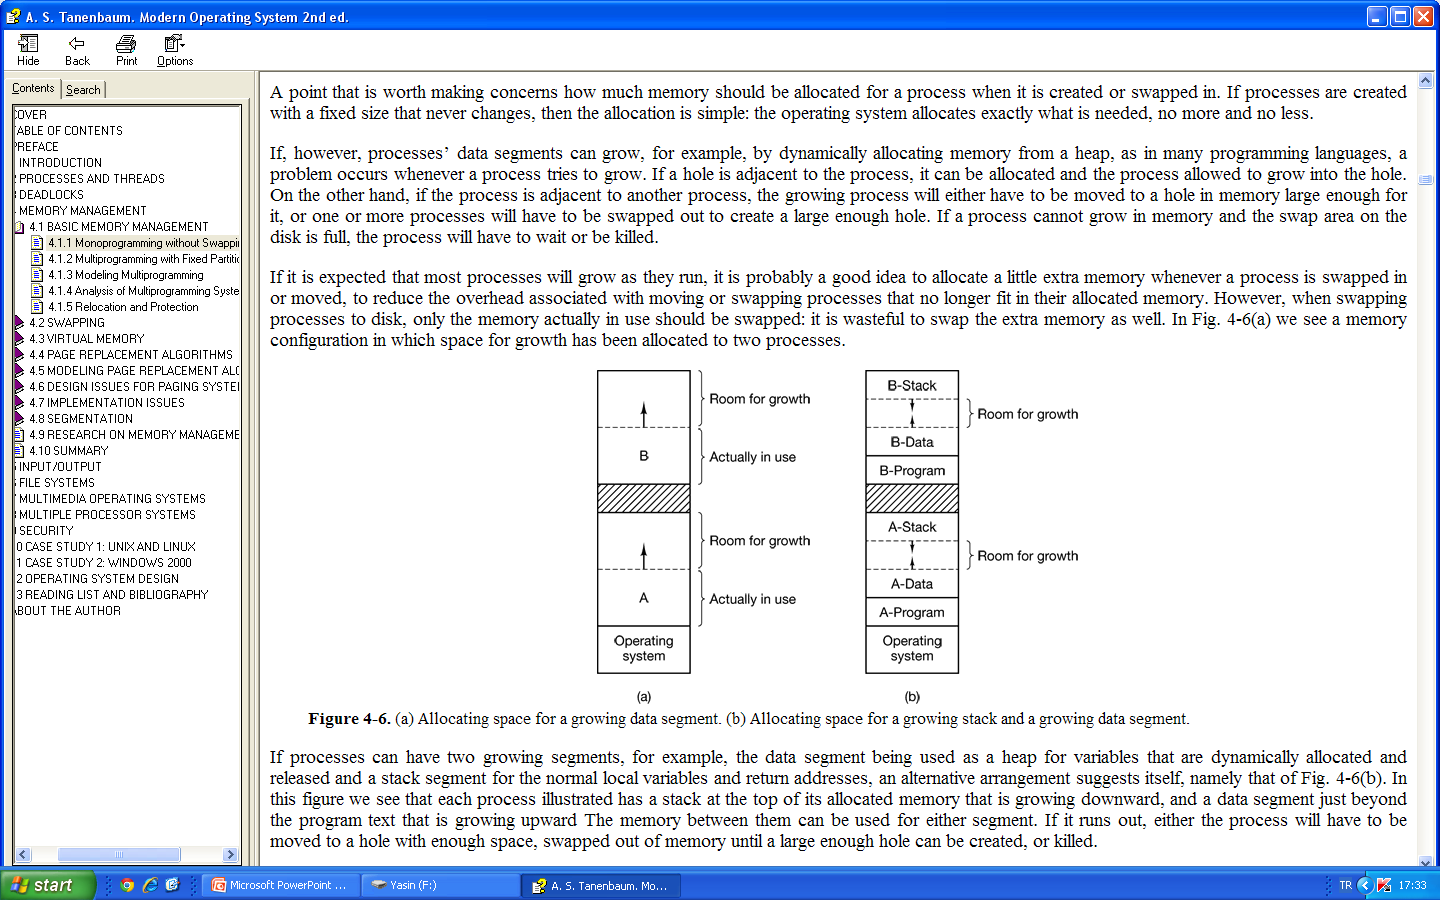 A. S. Tanenbaum. Modern Operating System 2nd ed.
Hide Back Print Options
Contents Search
COVER
TABLE OF CONTENTS
PREFACE
INTRODUCTION
PROCESSES AND THREADS
DEADLOCKS
MEMORY MANAGEMENT
4.1 BASIC MEMORY MANAGEMENT
4.1.1 Monoprogramming without Swappi
4.1.2 Multiprogramming with Fixed Partitic
4.1.3 Modeling Multiprogramming
4.1.4 Analysis of Multiprogramming Syste
4.1.5 Relocation and Protection
4.2 SWAPPING
4.3 VIRTUAL MEMORY
4.4 PAGE REPLACEMENT ALGORITHMS
4.5 MODELING PAGE REPLACEMENT ALG
4.6 DESIGN ISSUES FOR PAGING SYSTEI
4.7 IMPLEMENTATION ISSUES
4.8 SEGMENTATION
4.9 RESEARCH ON MEMORY MANAGEME
4.10 SUMMARY
INPUT/OUTPUT
FILE SYSTEMS
MULTIMEDIA OPERATING SYSTEMS
MULTIPLE PROCESSOR SYSTEMS
SECURITY
0 CASE STUDY 1: UNIX AND LINUX
1 CASE STUDY 2: WINDOWS 2000
2 OPERATING SYSTEM DESIGN
3 READING LIST AND BIBLIOGRAPHY
ABOUT THE AUTHOR
A point that is worth making concerns how much memory should be allocated for a process when it is created or swapped in. If processes are created
with a fixed size that never changes, then the allocation is simple: the operating system allocates exactly what is needed, no more and no less.
If, however, processes’ data segments can grow, for example, by dynamically allocating memory from a heap, as in many programming languages, a
problem occurs whenever a process tries to grow. If a hole is adjacent to the process, it can be allocated and the process allowed to grow into the hole.
On the other hand, if the process is adjacent to another process, the growing process will either have to be moved to a hole in memory large enough for
it, or one or more processes will have to be swapped out to create a large enough hole. If a process cannot grow in memory and the swap area on the
disk is full, the process will have to wait or be killed.
If it is expected that most processes will grow as they run, it is probably a good idea to allocate a little extra memory whenever a process is swapped in
or moved, to reduce the overhead associated with moving or swapping processes that no longer fit in their allocated memory. However, when swapping
processes to disk, only the memory actually in use should be swapped: it is wasteful to swap the extra memory as well. In Fig. 4-6(a) we see a memory
configuration in which space for growth has been allocated to two processes.
Room for growth
B
Actually in use
Room for growth
A
Actually in use
Operating
system
(a)
B-Stack
Room for growth
B-Data
B-Program
A-Stack
Room for growth
A-Data
A-Program
Operating
system
(b)
Figure 4-6. (a) Allocating space for a growing data segment. (b) Allocating space for a growing stack and a growing data segment.
If processes can have two growing segments, for example, the data segment being used as a heap for variables that are dynamically allocated and
released and a stack segment for the normal local variables and return addresses, an alternative arrangement suggests itself, namely that of Fig. 4-6(b). In
this figure we see that each process illustrated has a stack at the top of its allocated memory that is growing downward, and a data segment just beyond
the program text that is growing upward The memory between them can be used for either segment. If it runs out, either the process will have to be
moved to a hole with enough space, swapped out of memory until a large enough hole can be created, or killed.
start Microsoft PowerPoint ... Yasin (F:) A. S. Tanenbaum. Mo... TR 17:33